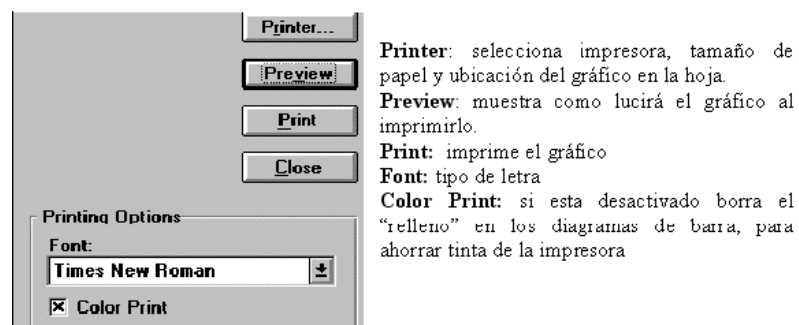 Printer...
Preview
Print
Close
Printing Options
Font:
Times New Roman
Color Print
Printer: selecciona impresora, tamaño de
papel y ubicación del gráfico en la hoja.
Preview: muestra como lucirá el gráfico al
imprimirlo.
Print: imprime el gráfico
Font: tipo de letra
Color Print: si esta desactivado borra el
“relleno” en los diagramas de barra, para
ahorrar tinta de la impresora